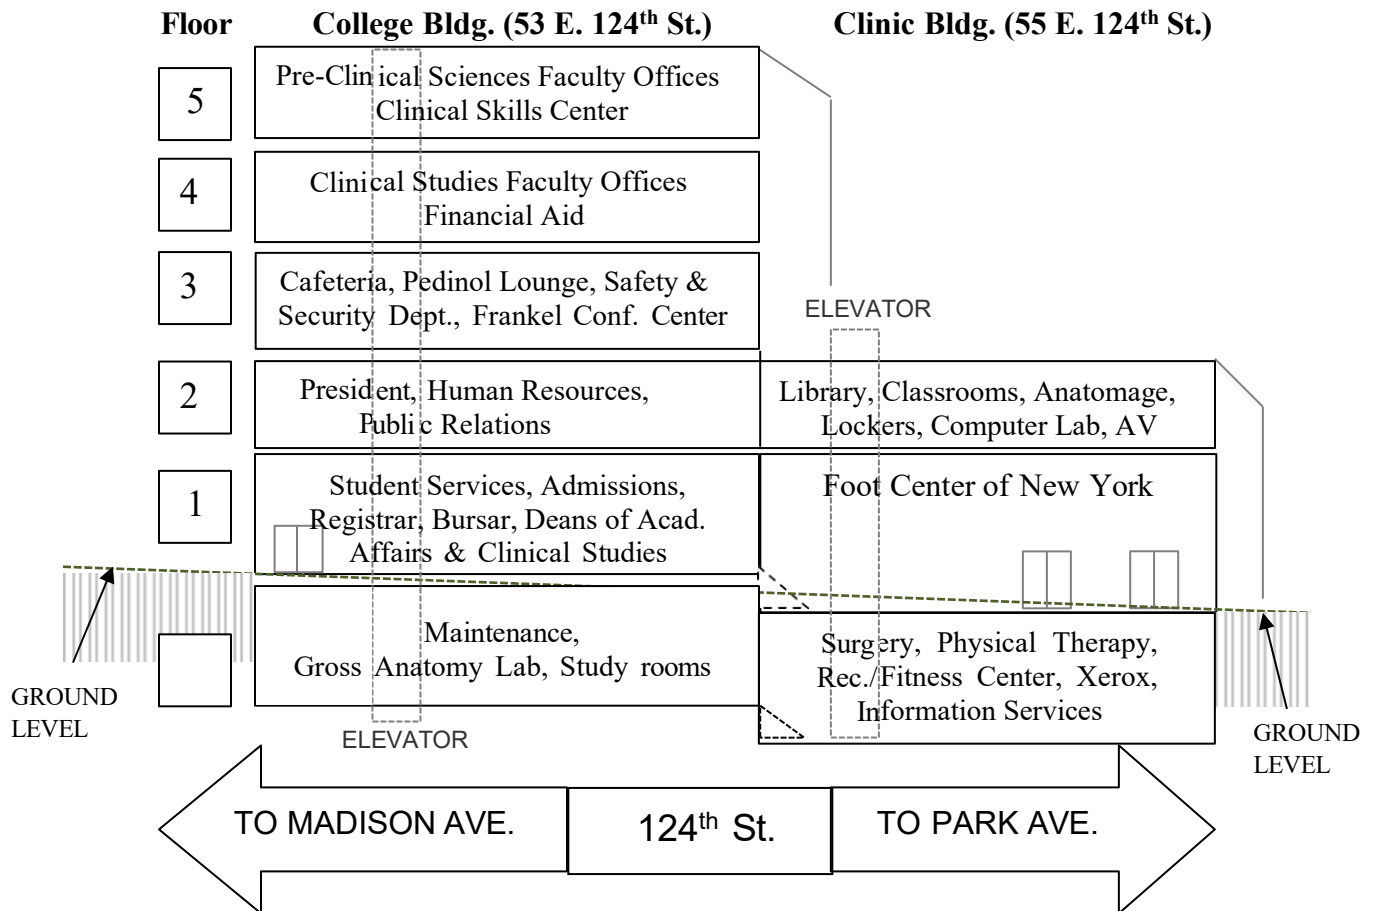 Floor
College Bldg. (53 E. 124th St.)
Clinic Bldg. (55 E. 124th St.)
5
Pre-Clinical Sciences Faculty Offices
Clinical Skills Center
4
Clinical Studies Faculty Offices
Financial Aid
3
Cafeteria, Pedinol Lounge, Safety &
Security Dept., Frankel Conf. Center
ELEVATOR
2
President, Human Resources,
Public Relations
Library, Classrooms, Anatomage,
Lockers, Computer Lab, AV
1
Student Services, Admissions,
Registrar, Bursar, Deans of Acad.
Affairs & Clinical Studies
Foot Center of New York
Maintenance,
Gross Anatomy Lab, Study rooms
Surgery, Physical Therapy,
Rec./Fitness Center, Xerox,
Information Services
GROUND
LEVEL
ELEVATOR
GROUND
LEVEL
TO MADISON AVE.
124th St.
TO PARK AVE.